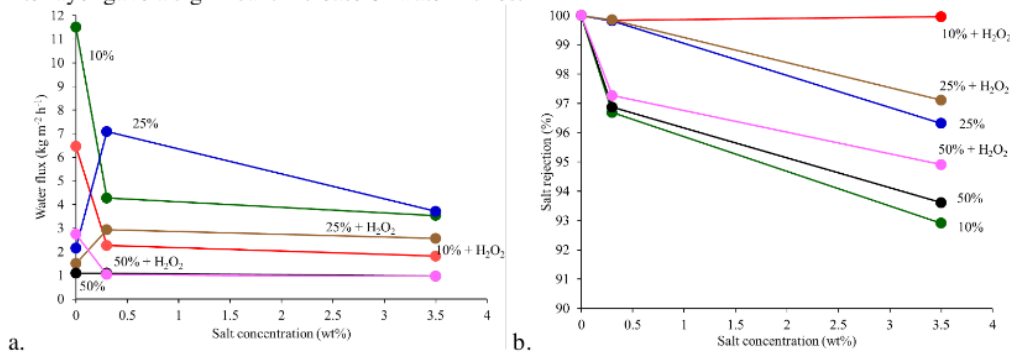 12
11
10
9
8
7
6
5
4
3
2
1
0
Water flux (kg m⁻² h⁻¹)
10%
25%
25% + H₂O₂
10% + H₂O₂
50% + H₂O₂
50%
0 0.5 1 1.5 2 2.5 3 3.5 4
Salt concentration (wt%)
a.
100
99
98
97
96
95
94
93
92
91
90
Salt rejection (%)
10% + H₂O₂
25% + H₂O₂
25%
50% + H₂O₂
50%
10%
0 0.5 1 1.5 2 2.5 3 3.5 4
Salt concentration (wt%)
b.